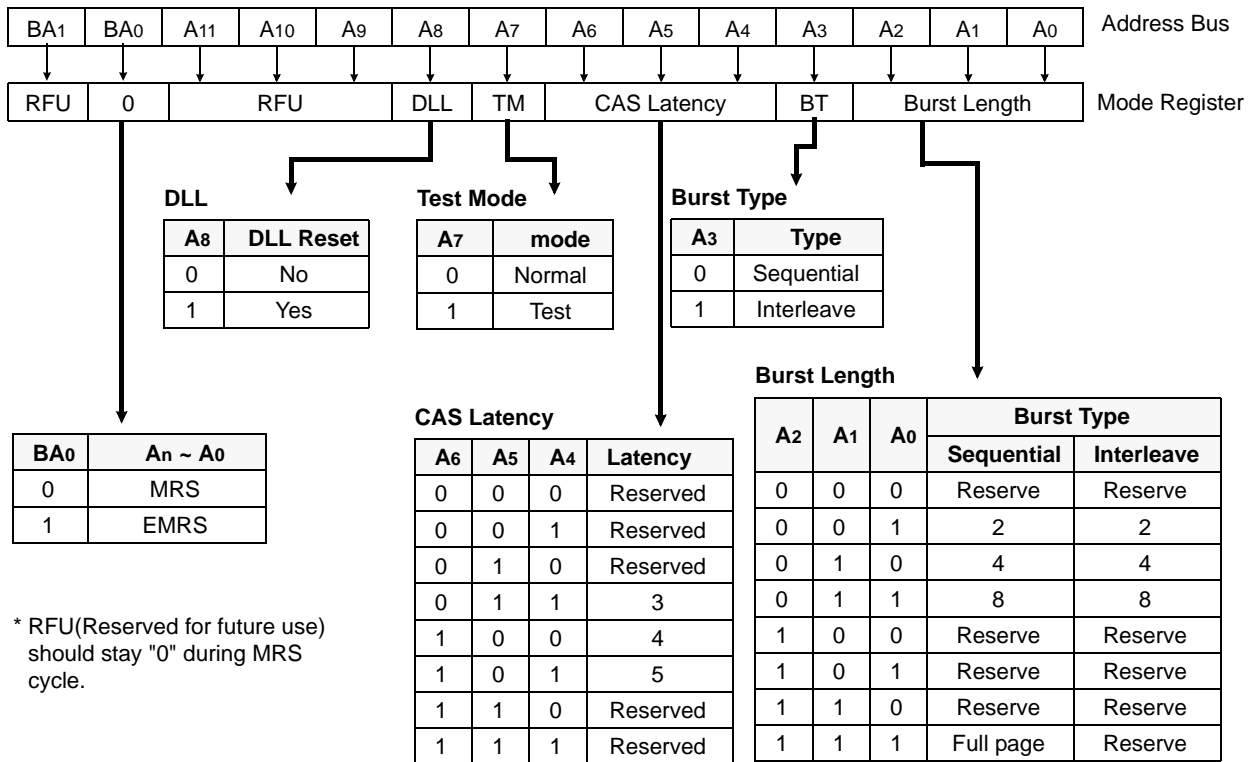 BA1 BA0 A11 A10 A9 A8 A7 A6 A5 A4 A3 A2 A1 A0 Address Bus
RFU 0 RFU DLL TM CAS Latency BT Burst Length Mode Register
DLL
A8 DLL Reset
0 No
1 Yes
Test Mode
A7 mode
0 Normal
1 Test
Burst Type
A3 Type
0 Sequential
1 Interleave
BA0 An ~ A0
0 MRS
1 EMRS
* RFU(Reserved for future use)
should stay "0" during MRS
cycle.
CAS Latency
A6 A5 A4 Latency
0 0 0 Reserved
0 0 1 Reserved
0 1 0 Reserved
0 1 1 3
1 0 0 4
1 0 1 5
1 1 0 Reserved
1 1 1 Reserved
Burst Length
A2 A1 A0 Burst Type
Sequential Interleave
0 0 0 Reserve Reserve
0 0 1 2 2
0 1 0 4 4
0 1 1 8 8
1 0 0 Reserve Reserve
1 0 1 Reserve Reserve
1 1 0 Reserve Reserve
1 1 1 Full page Reserve